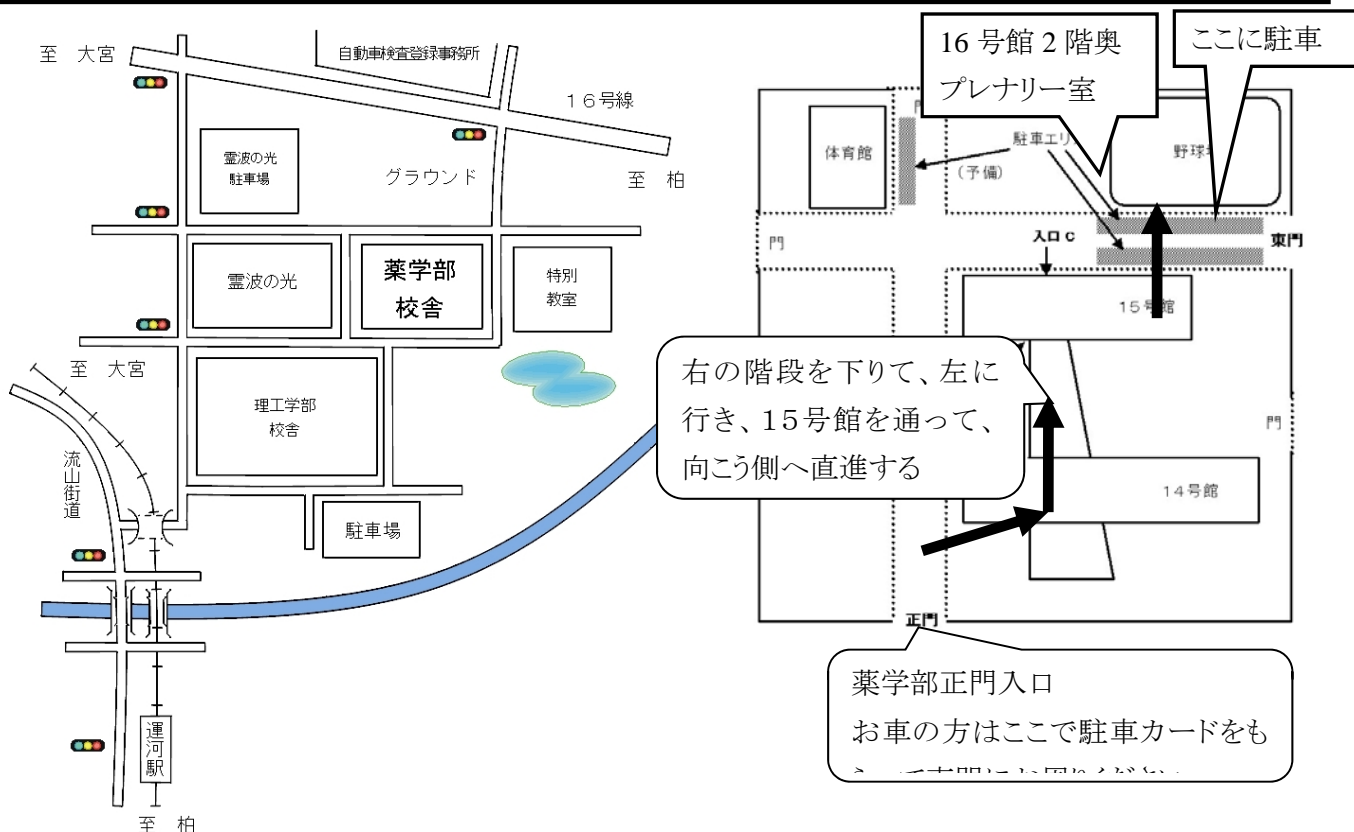 至 大宮
自動車検査登録事務所
16号線
霊波の光
駐車場
グラウンド
至 柏
霊波の光
薬学部
校舎
特別
教室
至 大宮
理工学部
校舎
流山街道
駐車場
運河駅
至 柏
16 号館 2 階奥
プレナリー室
ここに駐車
体育館
駐車エリ
(予備)
野球
門
入口 C
東門
15号館
右の階段を下りて、左に
行き、15号館を通って、
向こう側へ直進する
門
14号館
正門
薬学部正門入口
お車の方はここで駐車カードをも